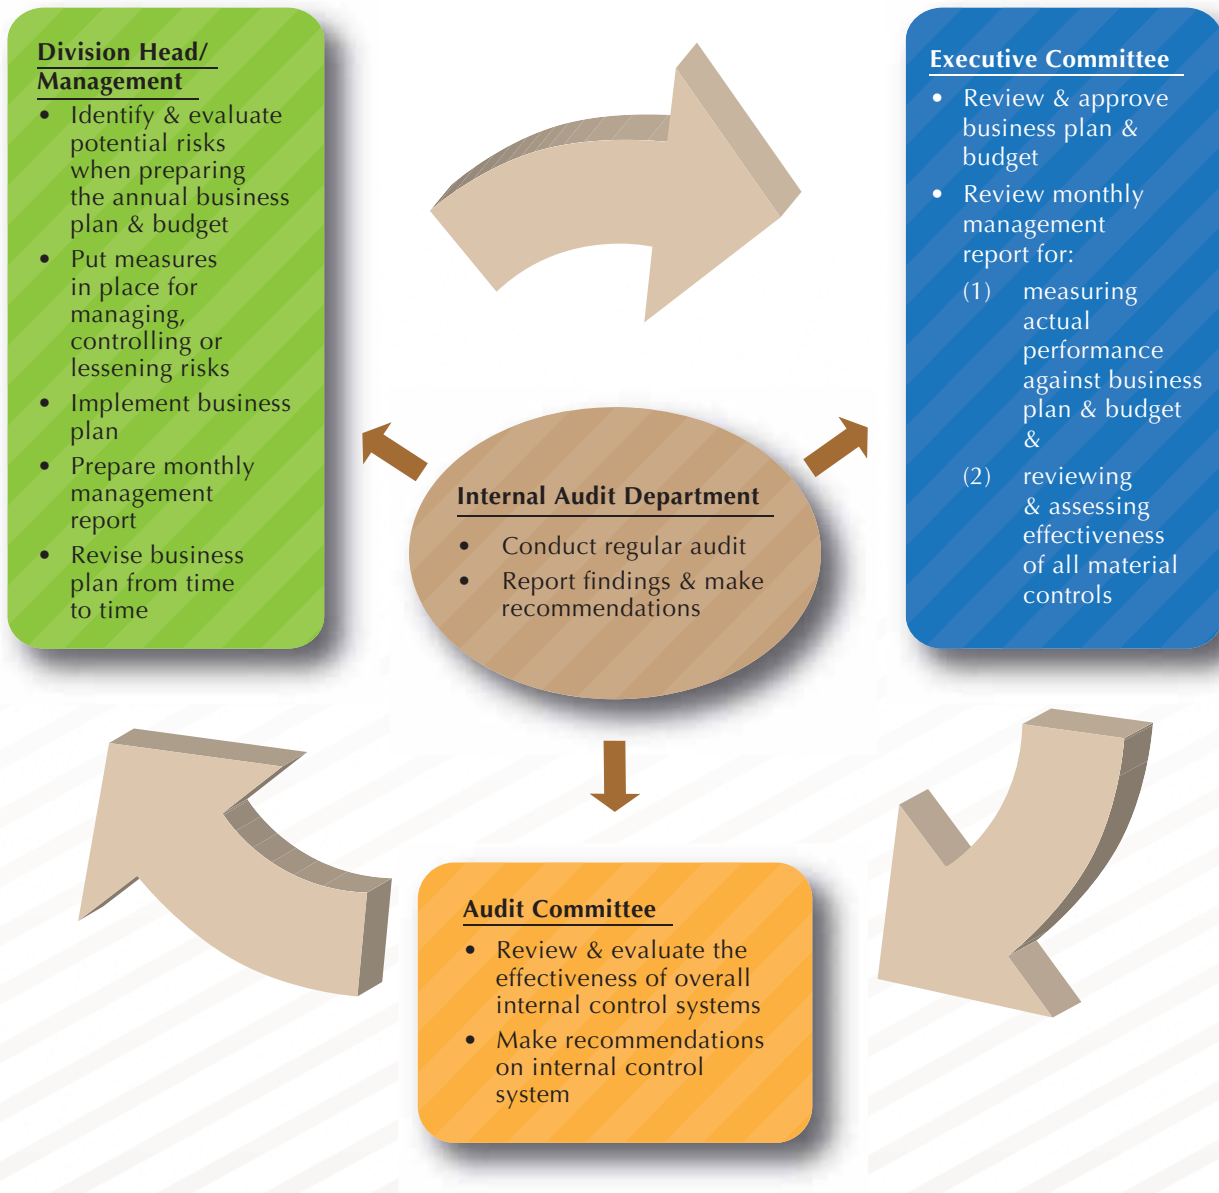 Division Head/
Management
• Identify & evaluate
potential risks
when preparing
the annual business
plan & budget
• Put measures
in place for
managing,
controlling or
lessening risks
• Implement business
plan
• Prepare monthly
management
report
• Revise business
plan from time
to time
Executive Committee
• Review & approve
business plan &
budget
• Review monthly
management
report for:
(1) measuring
actual
performance
against business
plan & budget
&
(2) reviewing
& assessing
effectiveness
of all material
controls
Internal Audit Department
• Conduct regular audit
• Report findings & make
recommendations
Audit Committee
• Review & evaluate the
effectiveness of overall
internal control systems
• Make recommendations
on internal control
system